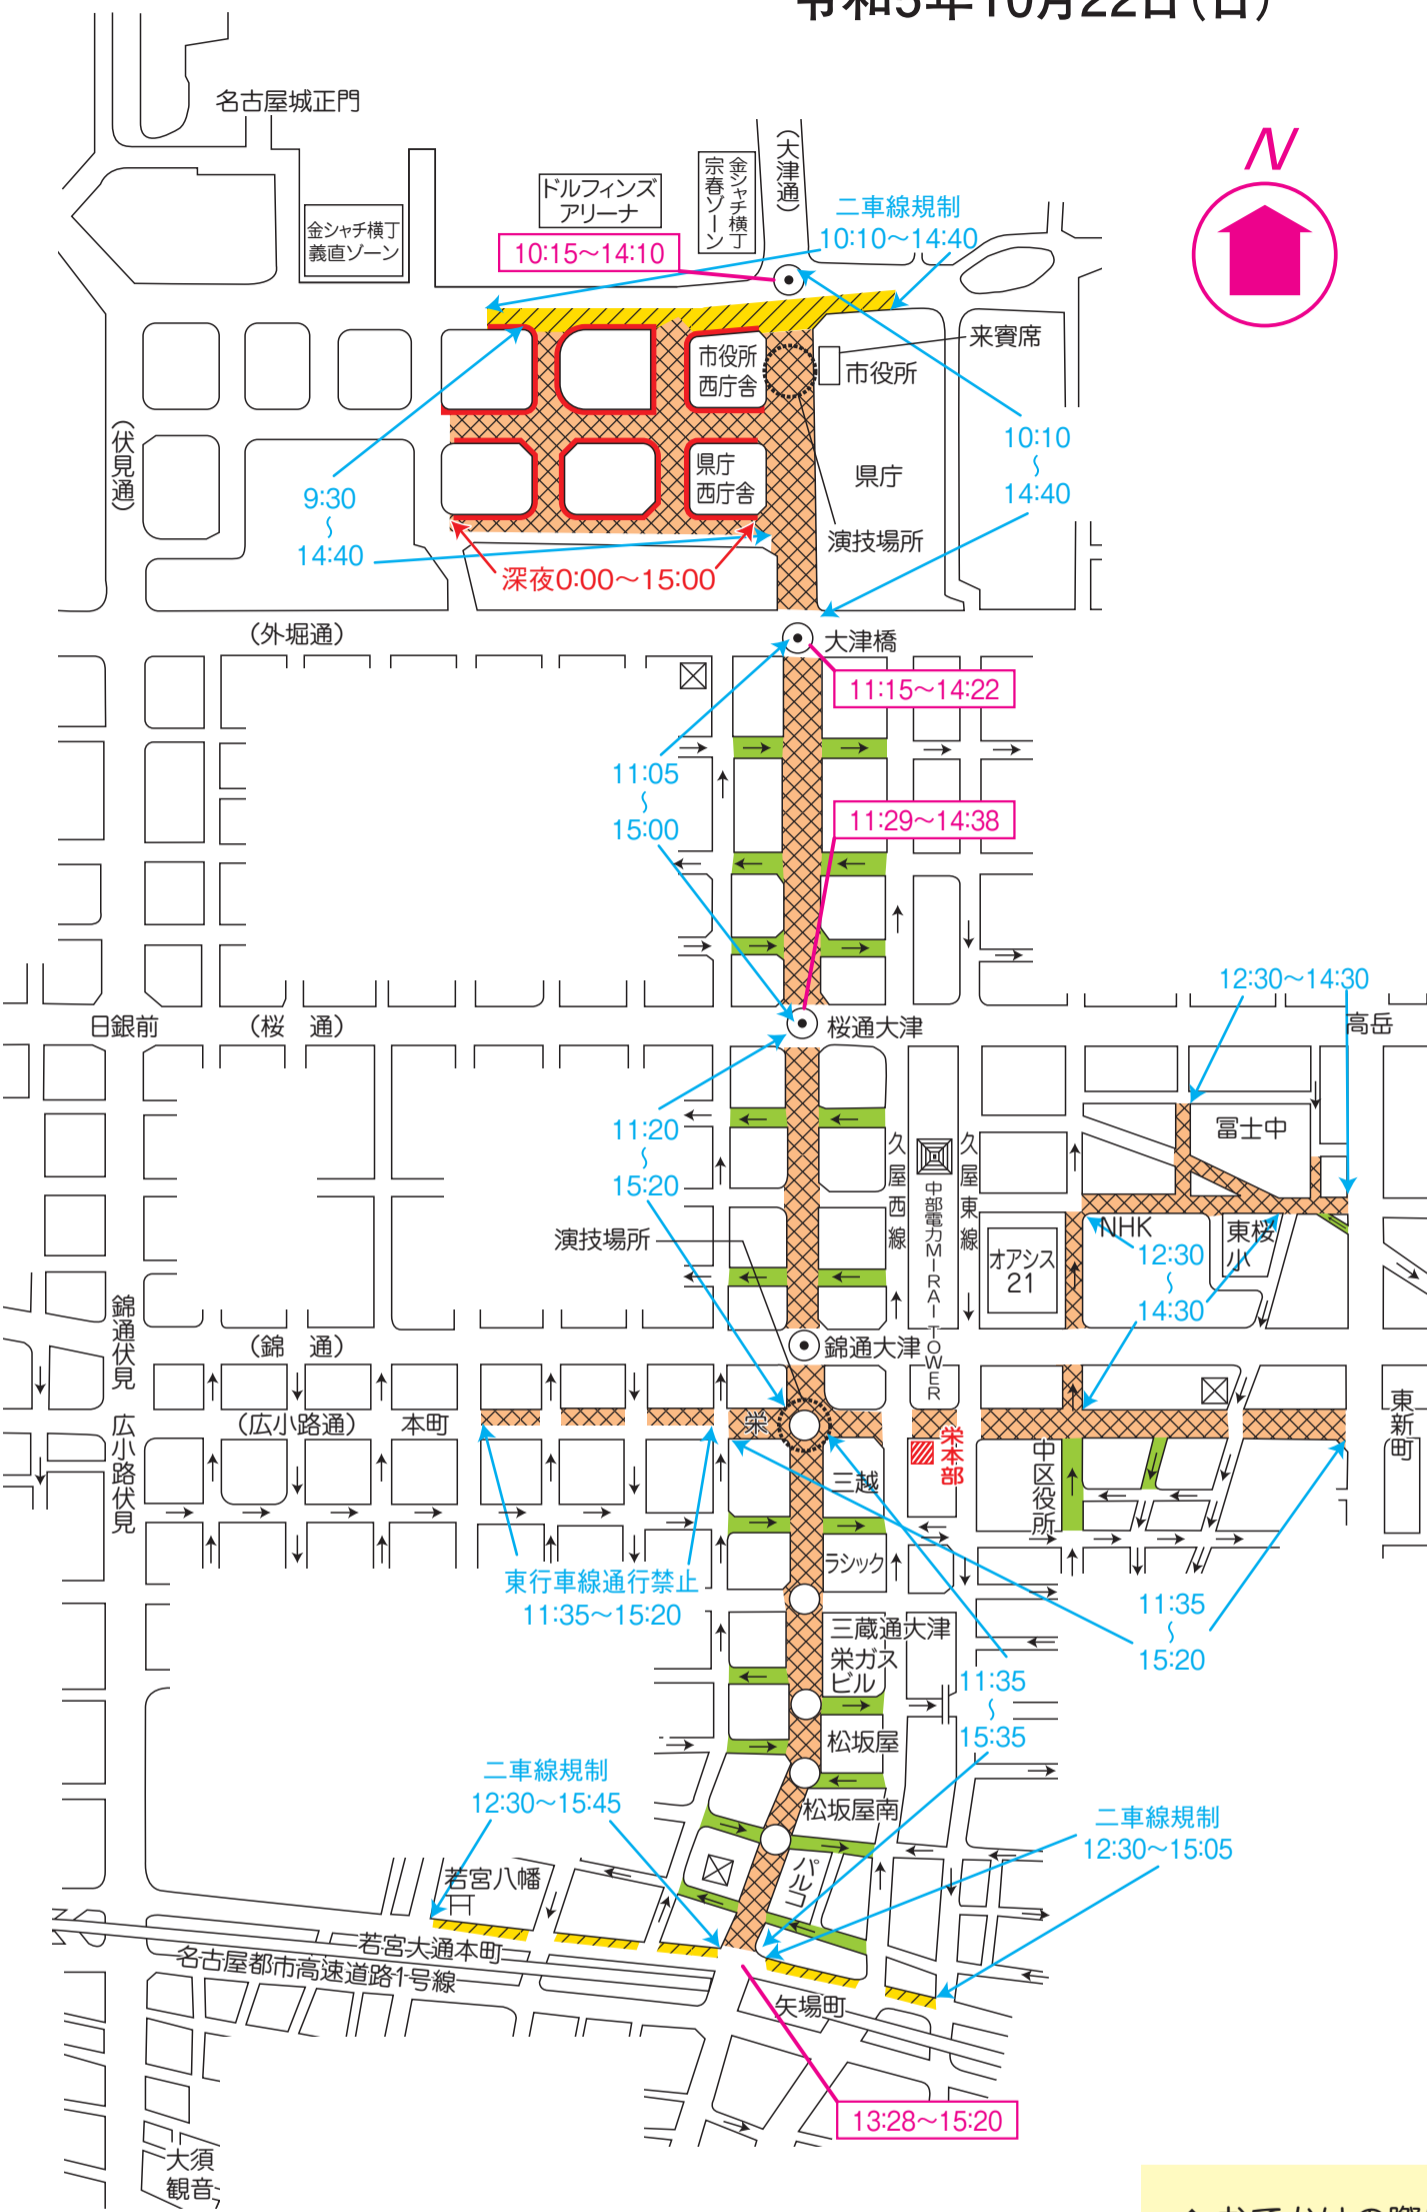 令和5年10月22日(日)
名古屋城正門
N
(大津通)
金シャチ横丁
宗春ゾーン
ドルフィンズ
アリーナ
金シャチ横丁
義直ゾーン
二車線規制
10:10〜14:40
10:15〜14:10
来賓席
市役所
西庁舎
市役所
10:10
〜
14:40
(伏見通)
県庁
西庁舎
県庁
9:30
〜
14:40
演技場所
深夜0:00〜15:00
(外堀通)
大津橋
11:15〜14:22
11:05
〜
15:00
11:29〜14:38
12:30〜14:30
日銀前
(桜 通)
桜通大津
高岳
11:20
〜
15:20
冨士中
久屋西線
久屋東線
中部電力MIRAI TOWER
演技場所
NHK
東桜
小
オアシス
21
12:30
〜
14:30
錦通伏見
(錦 通)
錦通大津
広小路伏見
(広小路通)
本町
栄
栄本部
東新町
三越
中区役所
ラシック
東行車線通行禁止
11:35〜15:20
11:35
〜
15:20
三蔵通大津
栄ガス
ビル
11:35
〜
15:35
松坂屋
二車線規制
12:30〜15:45
松坂屋南
二車線規制
12:30〜15:05
パルコ
若宮八幡
若宮大通本町
名古屋都市高速道路1号線
矢場町
13:28〜15:20
大須
観音